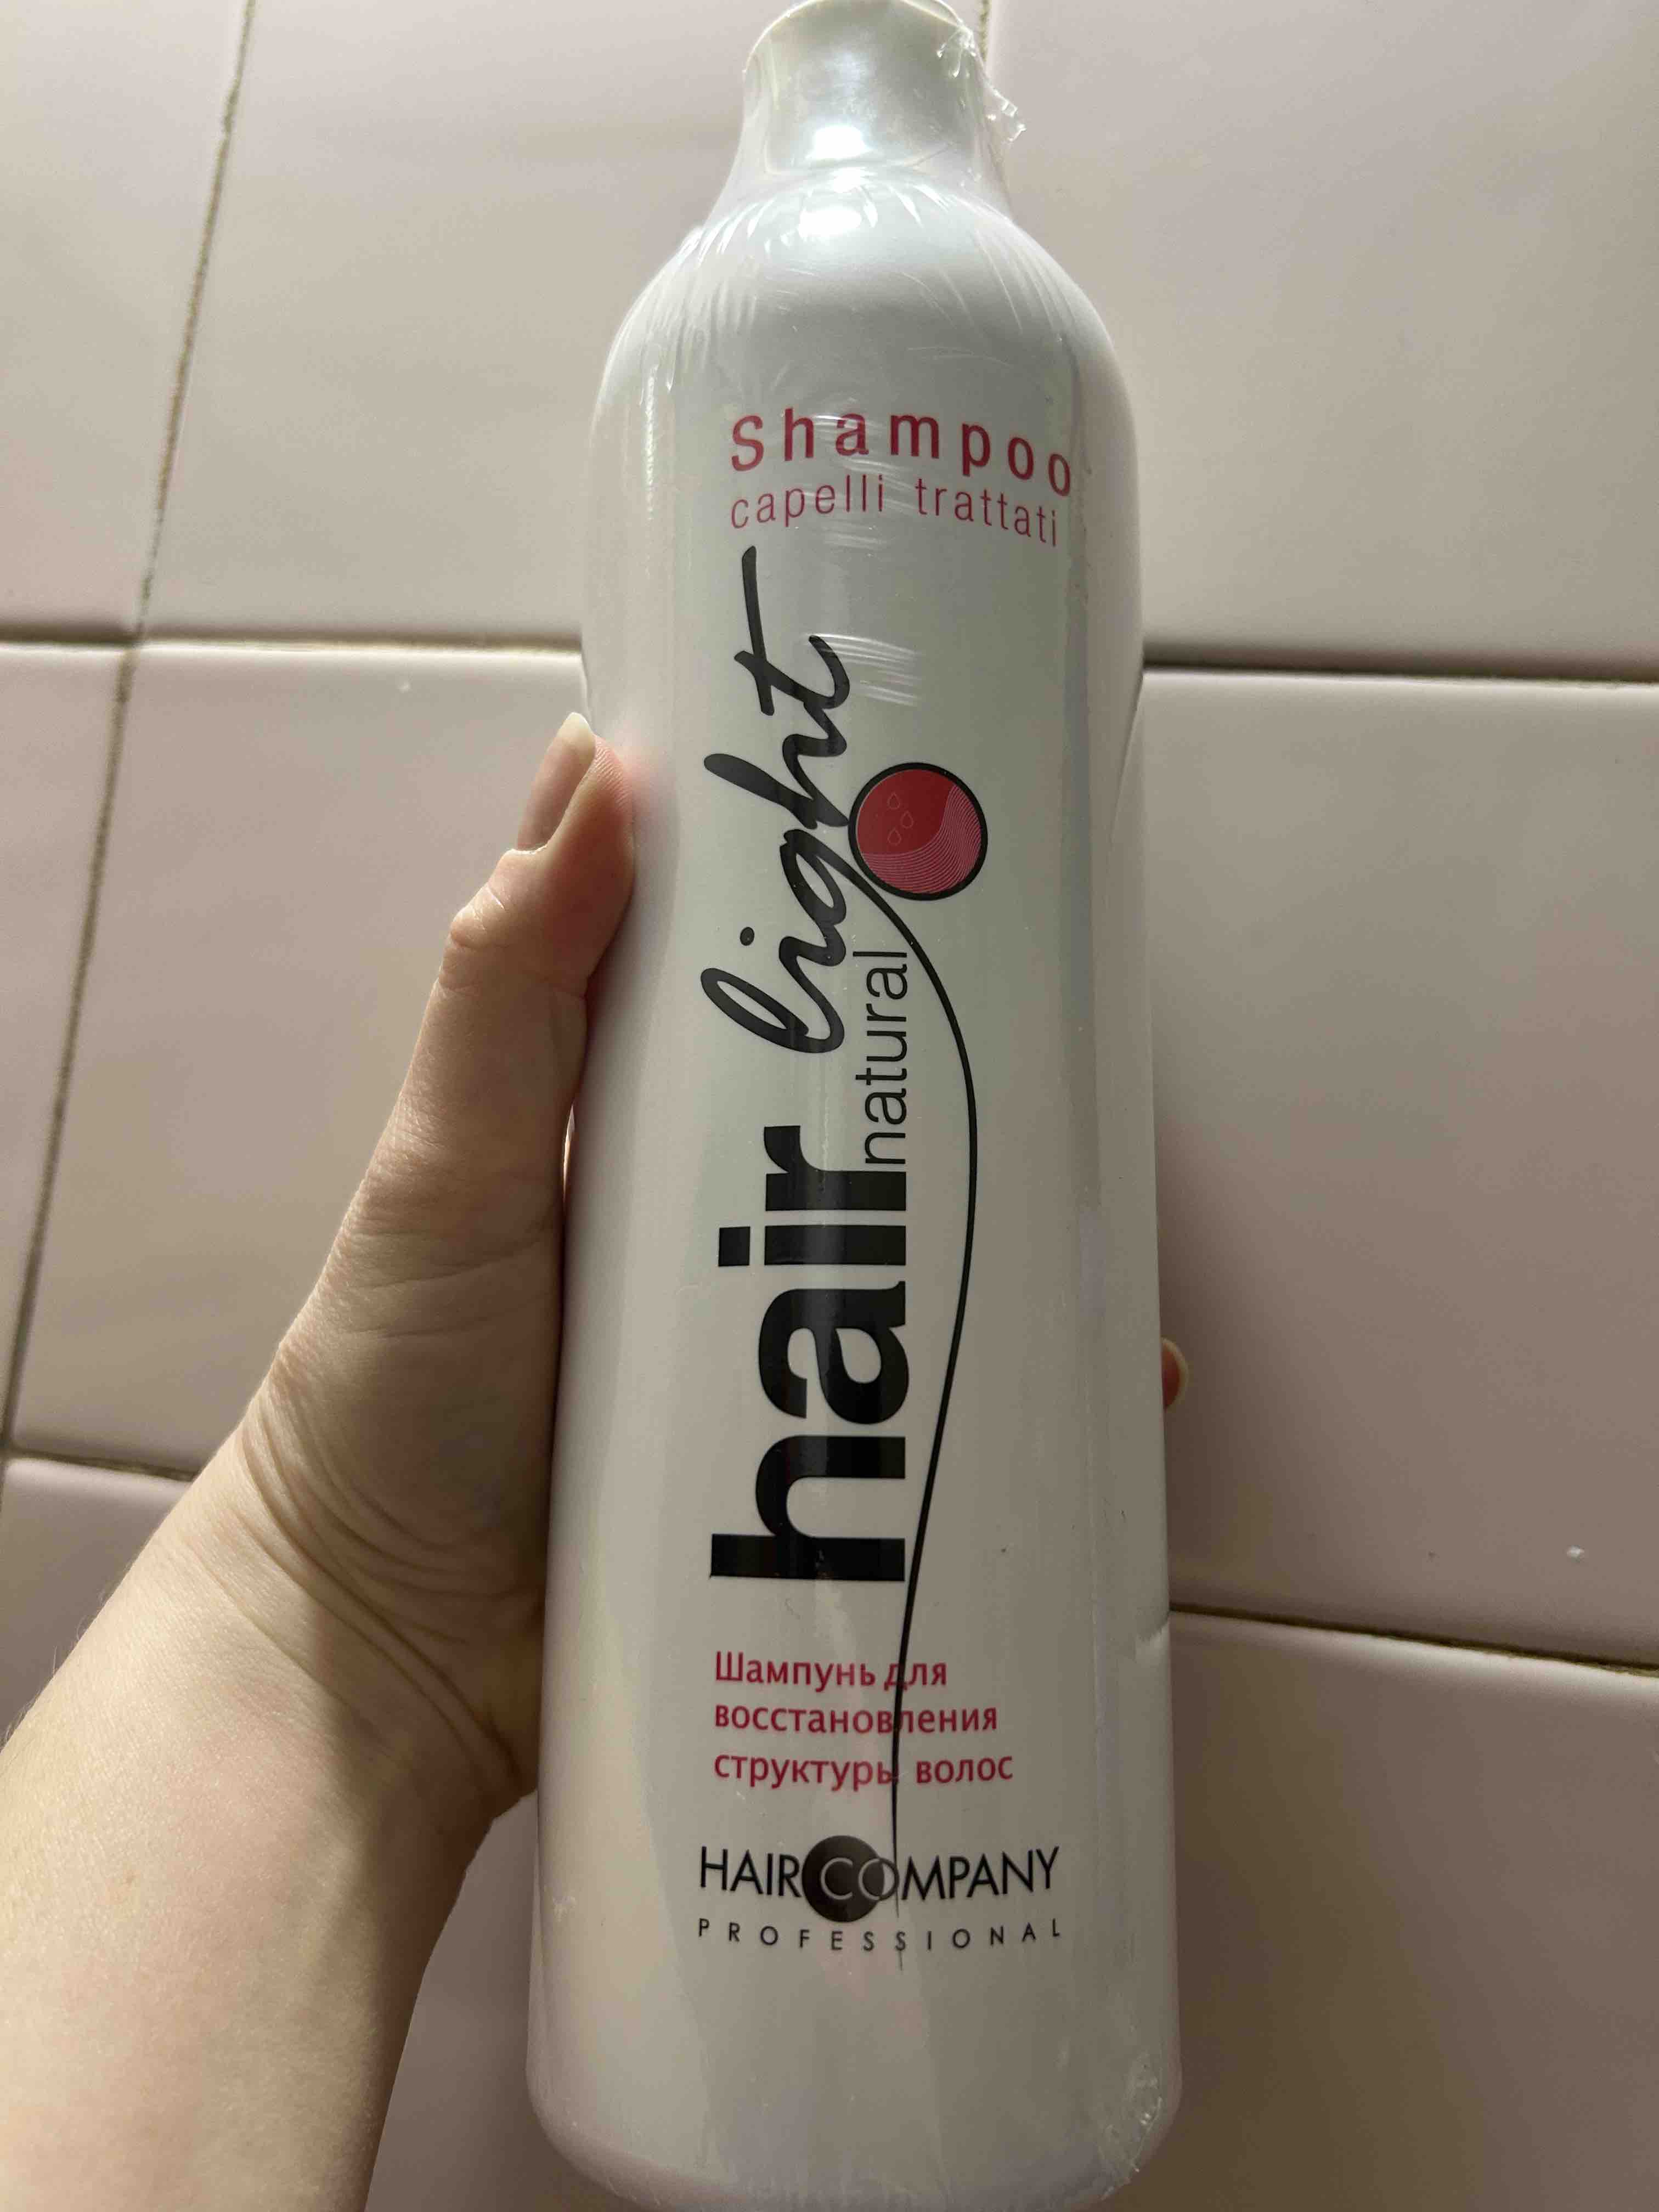 Shampoo
capelli trattati
hair light
natural
Шампунь для
восстановления
структуры волос
HAIR COMPANY
PROFESSIONAL